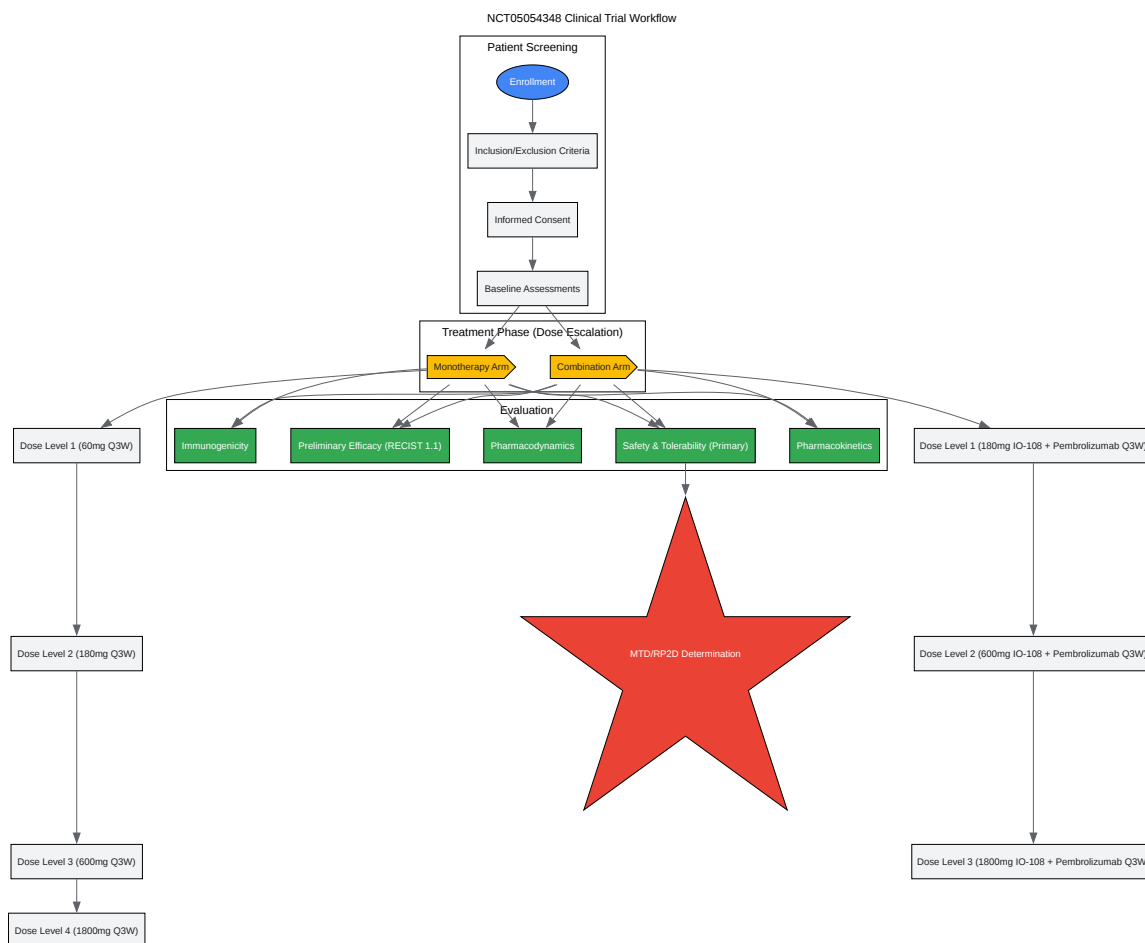 NCT05054348 Clinical Trial Workflow
Patient Screening
Enrollment
Inclusion/Exclusion Criteria
Informed Consent
Baseline Assessments
Treatment Phase (Dose Escalation)
Monotherapy Arm
Combination Arm
Evaluation
Dose Level 1 (60mg Q3W)
Immunogenicity
Preliminary Efficacy (RECIST 1.1)
Pharmacodynamics
Safety & Tolerability (Primary)
Pharmacokinetics
Dose Level 1 (180mg IO-108 + Pembrolizumab Q3W)
MTD/RP2D Determination
Dose Level 2 (180mg Q3W)
Dose Level 2 (600mg IO-108 + Pembrolizumab Q3W)
Dose Level 3 (600mg Q3W)
Dose Level 3 (1800mg IO-108 + Pembrolizumab Q3W
Dose Level 4 (1800mg Q3W)